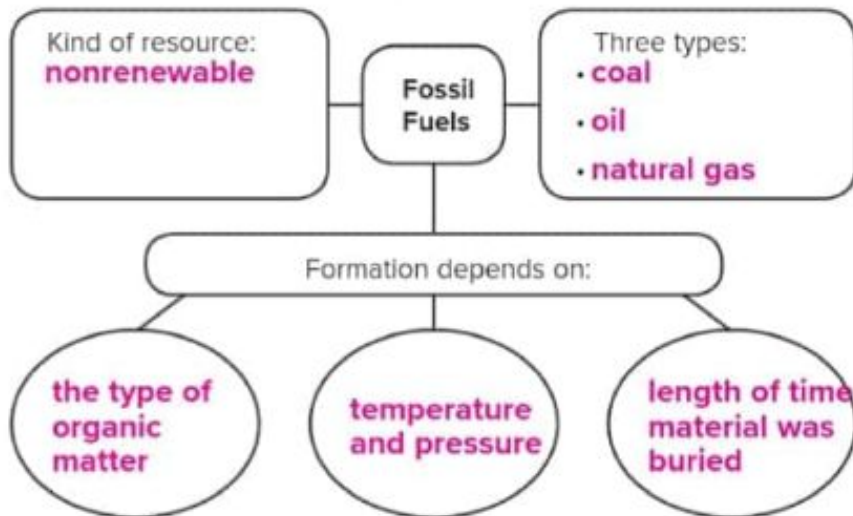 Kind of resource:
nonrenewable
Fossil
Fuels
Three types:
• coal
• oil
• natural gas
Formation depends on:
the type of
organic
matter
temperature
and pressure
length of time
material was
buried